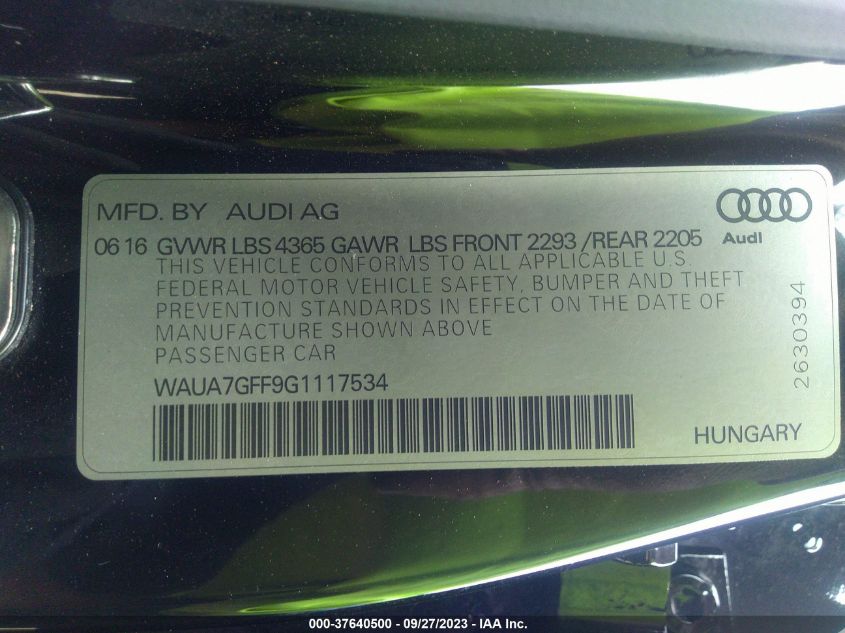 MFD. BY AUDI AG
06 16 GVWR LBS 4365 GAWR LBS FRONT 2293 /REAR 2205
Audi
THIS VEHICLE CONFORMS TO ALL APPLICABLE U.S.
FEDERAL MOTOR VEHICLE SAFETY, BUMPER AND THEFT
PREVENTION STANDARDS IN EFFECT ON THE DATE OF
MANUFACTURE SHOWN ABOVE
PASSENGER CAR
WAUA7GFF9G1117534
2630394
HUNGARY
000-37640500 - 09/27/2023 - IAA Inc.